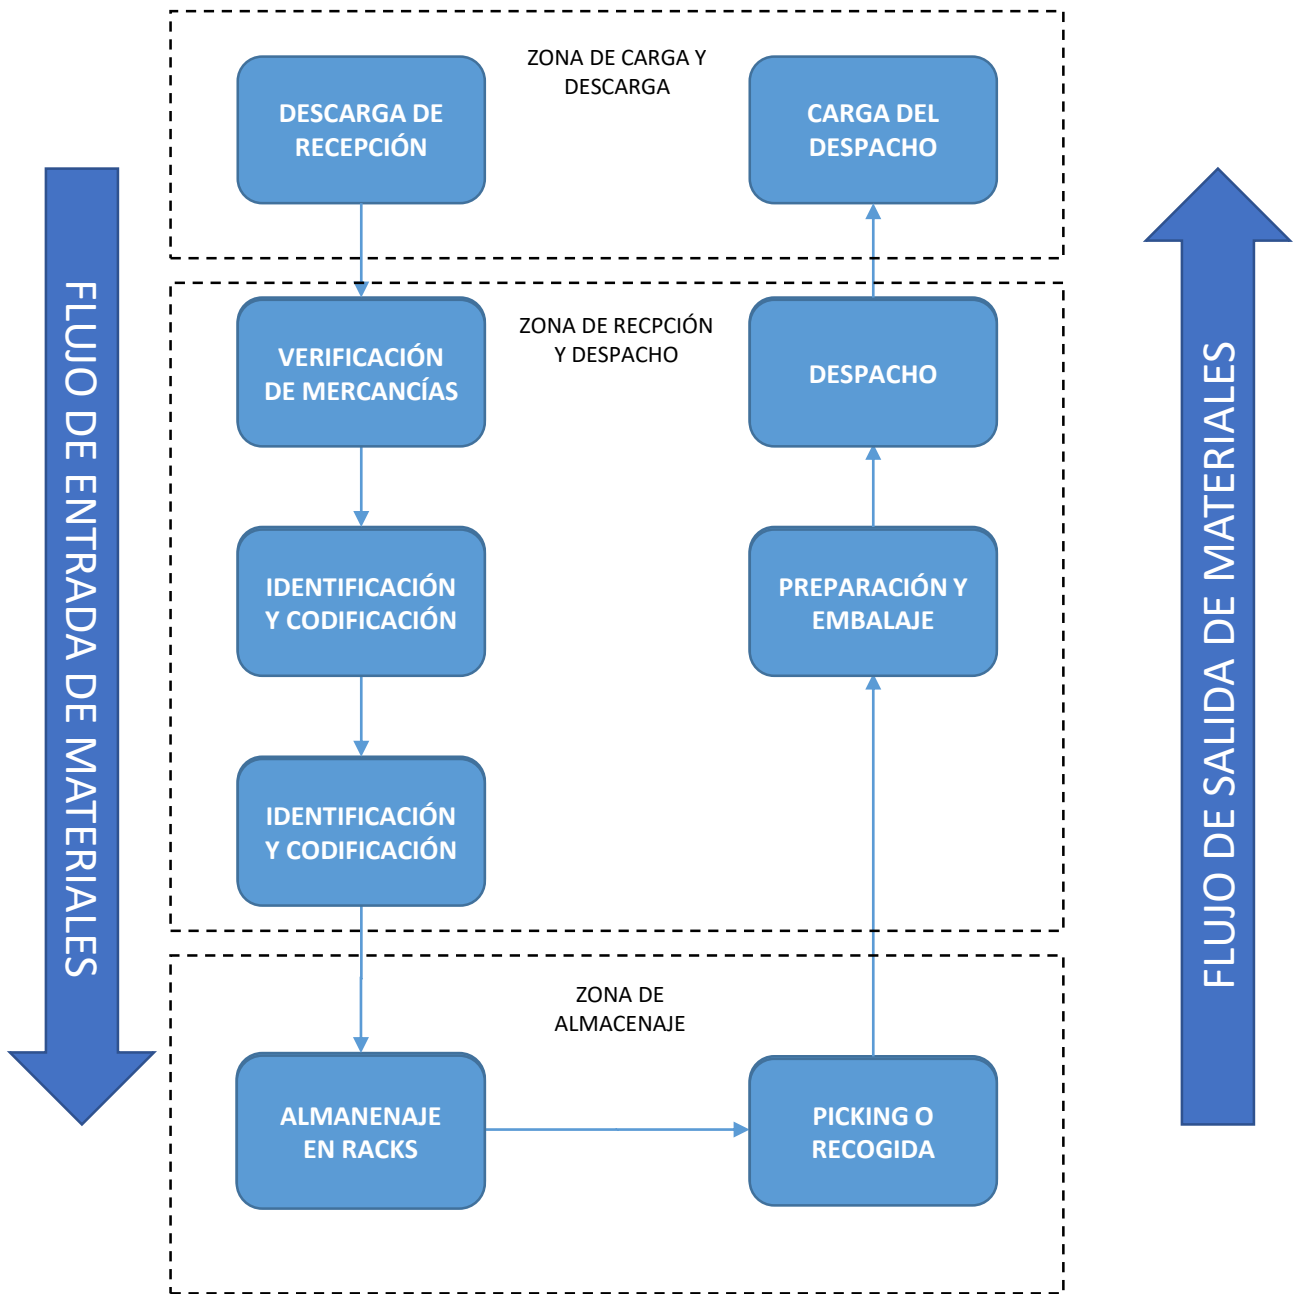 ZONA DE CARGA Y
DESCARGA
DESCARGA DE
RECEPCIÓN
CARGA DEL
DESPACHO
FLUJO DE ENTRADA DE MATERIALES
ZONA DE RECPCIÓN
Y DESPACHO
VERIFICACIÓN
DE MERCANCÍAS
DESPACHO
IDENTIFICACIÓN
Y CODIFICACIÓN
PREPARACIÓN Y
EMBALAJE
IDENTIFICACIÓN
Y CODIFICACIÓN
FLUJO DE SALIDA DE MATERIALES
ZONA DE
ALMACENAJE
ALMANENAJE
EN RACKS
PICKING O
RECOGIDA